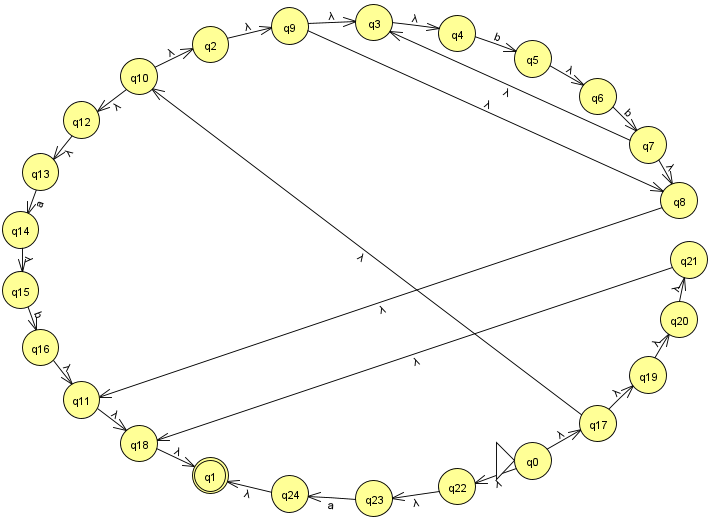 q9 λ q3 λ q4
q2 λ b q5
λ q10 λ q6
λ λ λ b
q12 q7
λ λ
q13 q8
a
q14
λ λ q21
q15 λ
b λ q20
q16 λ λ
λ q19
q11 λ
λ q17
q18 λ λ
q1 q0
λ q24 a q23 λ q22 λ